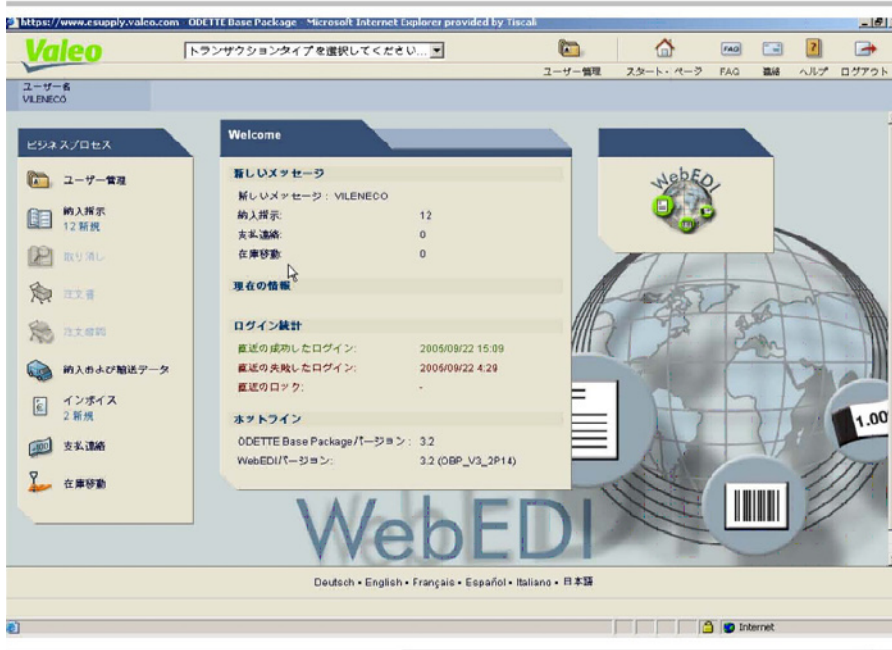 https://www.esupply.valeo.com - ODETTE Base Package - Microsoft Internet Explorer provided by Tiscali
Valeo
トランザクションタイプを選択してください...
ユーザー管理
スタート・ページ
FAQ
FAQ
連絡
ヘルプ
ログアウト
ユーザー名
VILENECO
ビジネスプロセス
ユーザー管理
納入指示
12 新規
取り消し
注文書
注文説明
納入および輸送データ
インボイス
2 新規
支払連絡
在庫移動
Welcome
新しいメッセージ
新しいメッセージ : VILENECO
納入指示: 12
支払連絡: 0
在庫移動: 0
現在の情報
ログイン統計
直近の成功したログイン: 2005/09/22 15:09
直近の失敗したログイン: 2005/09/22 4:29
直近のロック: -
ホットライン
ODETTE Base Packageバージョン : 3.2
WebEDIバージョン: 3.2 (OBP_V3_2P14)
WebEDI
1.00
WebEDI
Deutsch • English • Français • Español • Italiano • 日本語
Internet